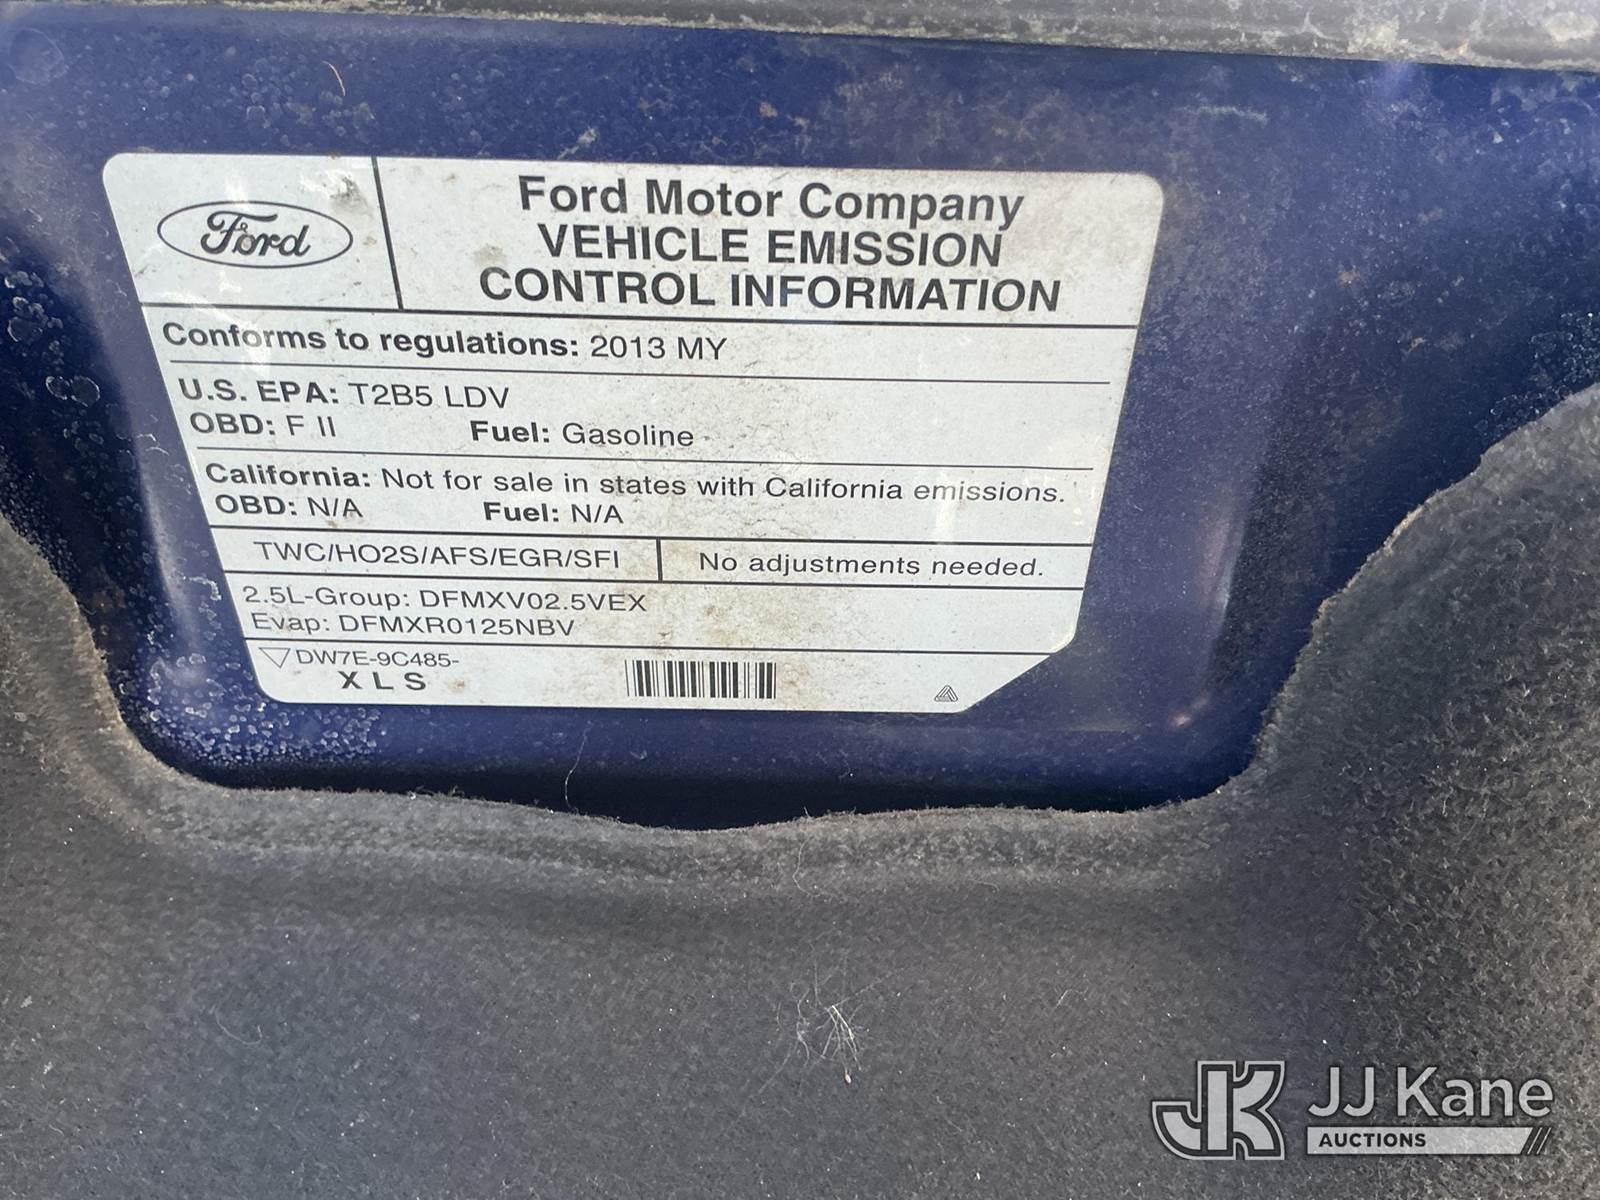 Ford
Ford Motor Company
VEHICLE EMISSION
CONTROL INFORMATION
Conforms to regulations: 2013 MY
U.S. EPA: T2B5 LDV
OBD: F II Fuel: Gasoline
California: Not for sale in states with California emissions.
OBD: N/A Fuel: N/A
TWC/HO2S/AFS/EGR/SFI No adjustments needed.
2.5L-Group: DFMXV02.5VEX
Evap: DFMXR0125NBV
DW7E-9C485-
X L S
JK JJ Kane
AUCTIONS